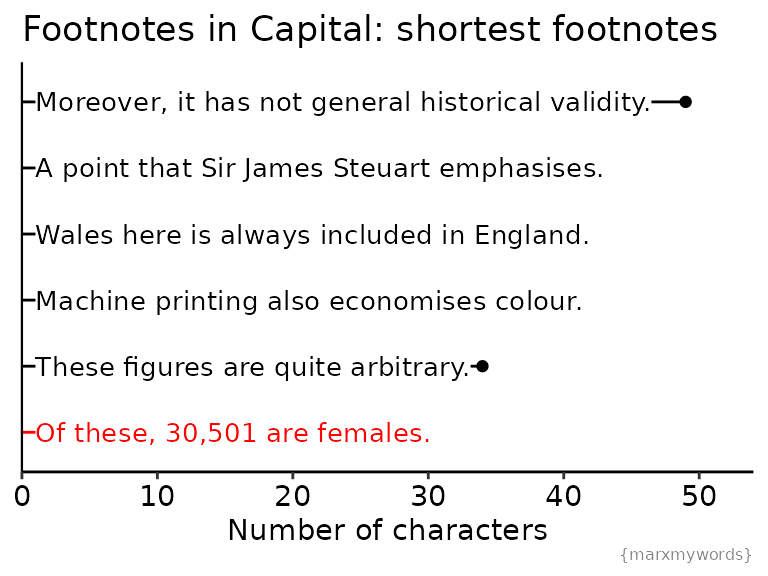 Footnotes in Capital: shortest footnotes
Moreover, it has not general historical validity.
A point that Sir James Steuart emphasises.
Wales here is always included in England.
Machine printing also economises colour.
These figures are quite arbitrary.
Of these, 30,501 are females.
0 10 20 30 40 50
Number of characters
{marxmywords}